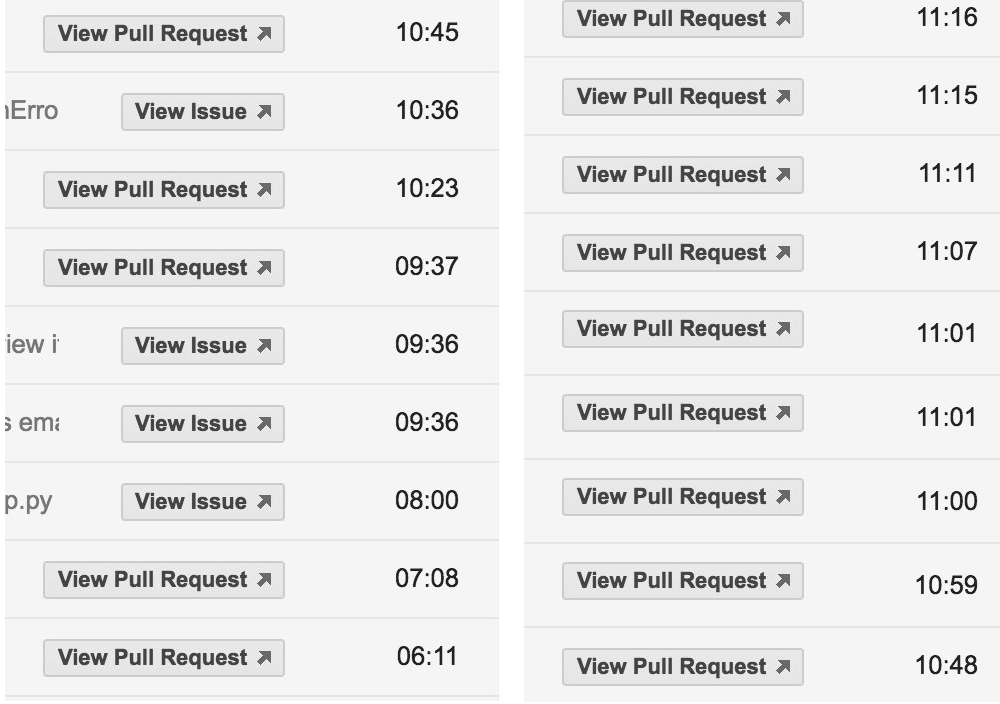 View Pull Request 10:45
nErro View Issue 10:36
View Pull Request 10:23
View Pull Request 09:37
view it View Issue 09:36
s ema View Issue 09:36
p.py View Issue 08:00
View Pull Request 07:08
View Pull Request 06:11
View Pull Request 11:16
View Pull Request 11:15
View Pull Request 11:11
View Pull Request 11:07
View Pull Request 11:01
View Pull Request 11:01
View Pull Request 11:00
View Pull Request 10:59
View Pull Request 10:48